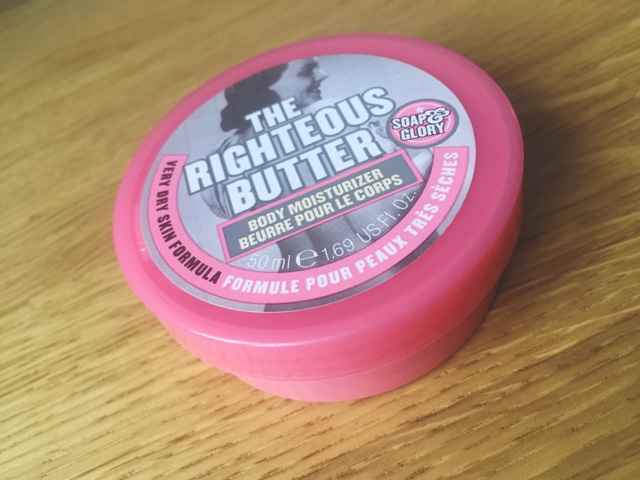 THE
RIGHTEOUS
BUTTER
SOAP&
GLORY
BODY MOISTURIZER
BEURRE POUR LE CORPS
50 ml ℮ 1.69 US Fl. Oz.
VERY DRY SKIN FORMULA FORMULE POUR PEAUX TRÈS SÈCHES